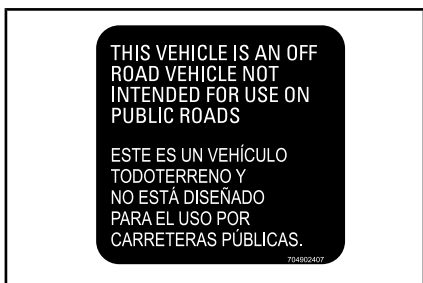 THIS VEHICLE IS AN OFF
ROAD VEHICLE NOT
INTENDED FOR USE ON
PUBLIC ROADS
ESTE ES UN VEHÍCULO
TODOTERRENO Y
NO ESTÁ DISEÑADO
PARA EL USO POR
CARRETERAS PÚBLICAS.
704902407